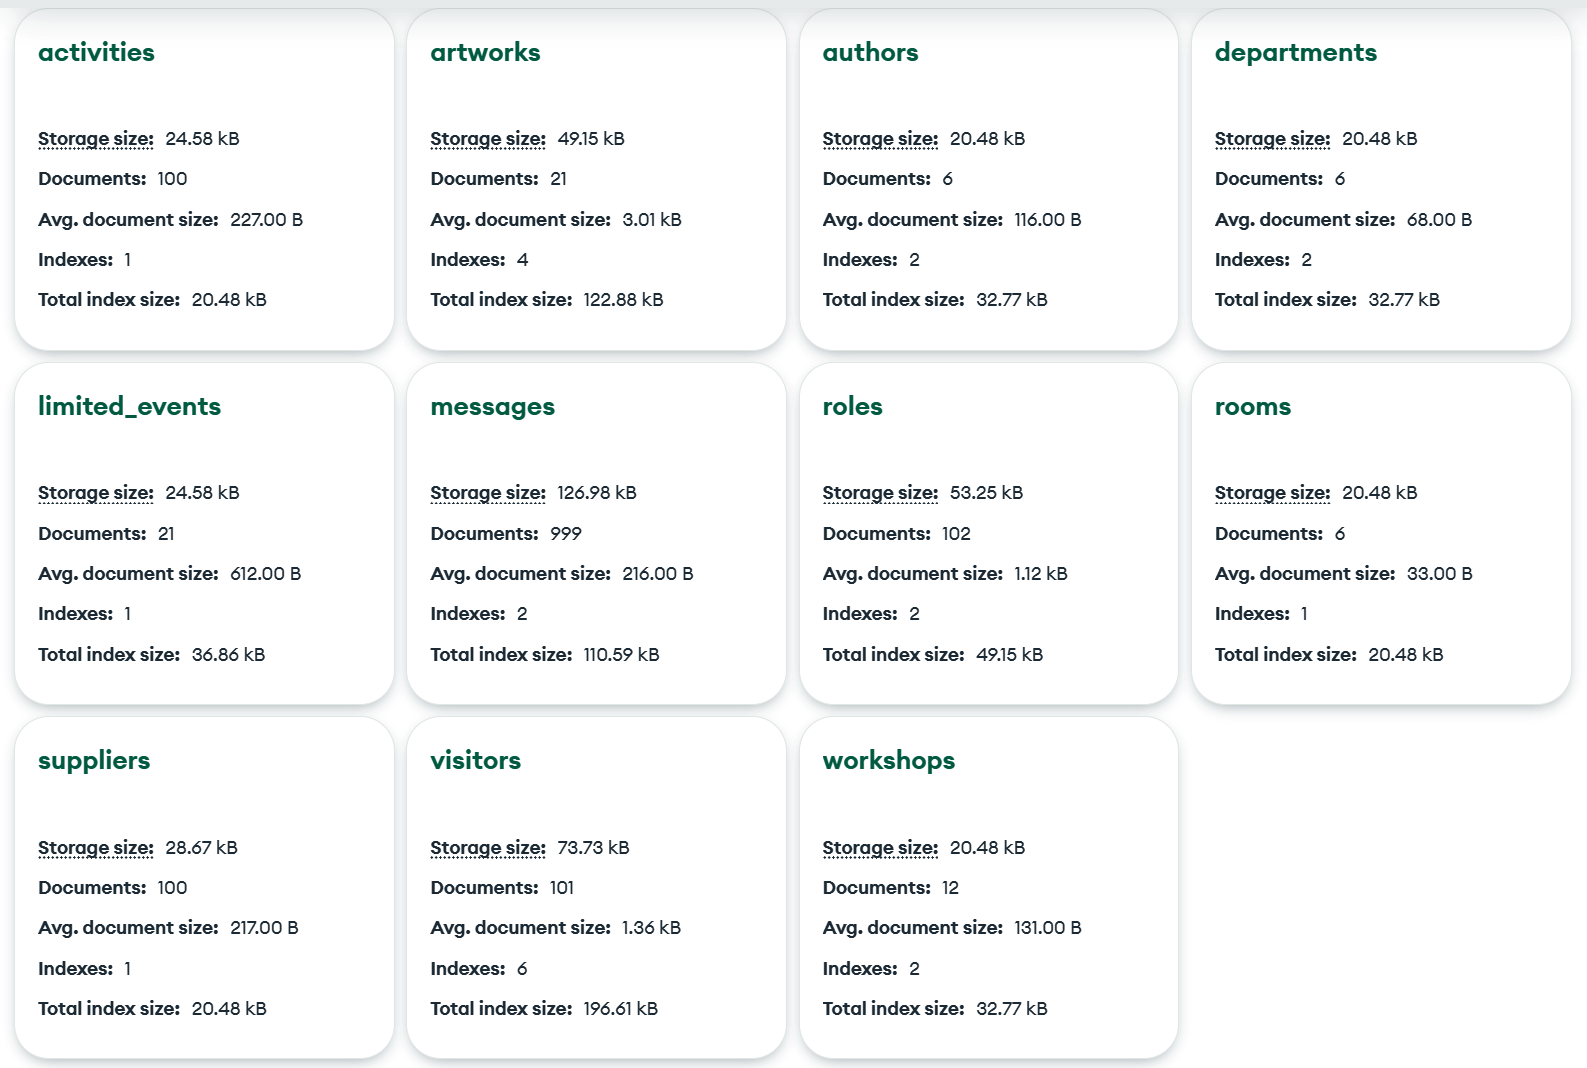 activities
Storage size: 24.58 kB
Documents: 100
Avg. document size: 227.00 B
Indexes: 1
Total index size: 20.48 kB
artworks
Storage size: 49.15 kB
Documents: 21
Avg. document size: 3.01 kB
Indexes: 4
Total index size: 122.88 kB
authors
Storage size: 20.48 kB
Documents: 6
Avg. document size: 116.00 B
Indexes: 2
Total index size: 32.77 kB
departments
Storage size: 20.48 kB
Documents: 6
Avg. document size: 68.00 B
Indexes: 2
Total index size: 32.77 kB
limited_events
Storage size: 24.58 kB
Documents: 21
Avg. document size: 612.00 B
Indexes: 1
Total index size: 36.86 kB
messages
Storage size: 126.98 kB
Documents: 999
Avg. document size: 216.00 B
Indexes: 2
Total index size: 110.59 kB
roles
Storage size: 53.25 kB
Documents: 102
Avg. document size: 1.12 kB
Indexes: 2
Total index size: 49.15 kB
rooms
Storage size: 20.48 kB
Documents: 6
Avg. document size: 33.00 B
Indexes: 1
Total index size: 20.48 kB
suppliers
Storage size: 28.67 kB
Documents: 100
Avg. document size: 217.00 B
Indexes: 1
Total index size: 20.48 kB
visitors
Storage size: 73.73 kB
Documents: 101
Avg. document size: 1.36 kB
Indexes: 6
Total index size: 196.61 kB
workshops
Storage size: 20.48 kB
Documents: 12
Avg. document size: 131.00 B
Indexes: 2
Total index size: 32.77 kB